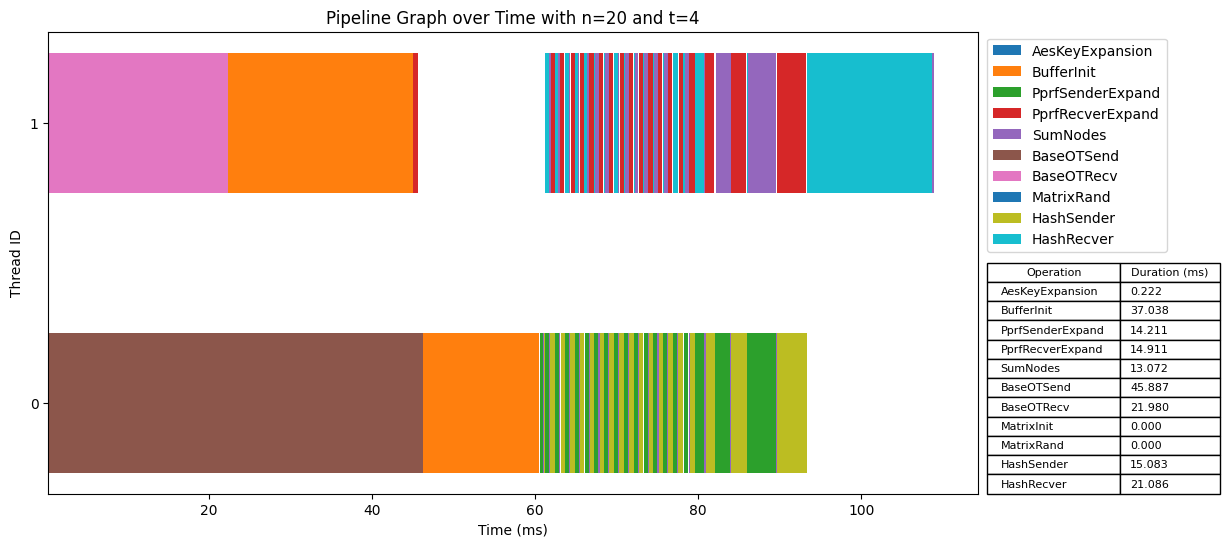 Pipeline Graph over Time with n=20 and t=4
Thread ID
1
0
20
40
60
80
100
Time (ms)
AesKeyExpansion
BufferInit
PprfSenderExpand
PprfRecverExpand
SumNodes
BaseOTSend
BaseOTRecv
MatrixRand
HashSender
HashRecver
Operation Duration (ms)
AesKeyExpansion 0.222
BufferInit 37.038
PprfSenderExpand 14.211
PprfRecverExpand 14.911
SumNodes 13.072
BaseOTSend 45.887
BaseOTRecv 21.980
MatrixInit 0.000
MatrixRand 0.000
HashSender 15.083
HashRecver 21.086